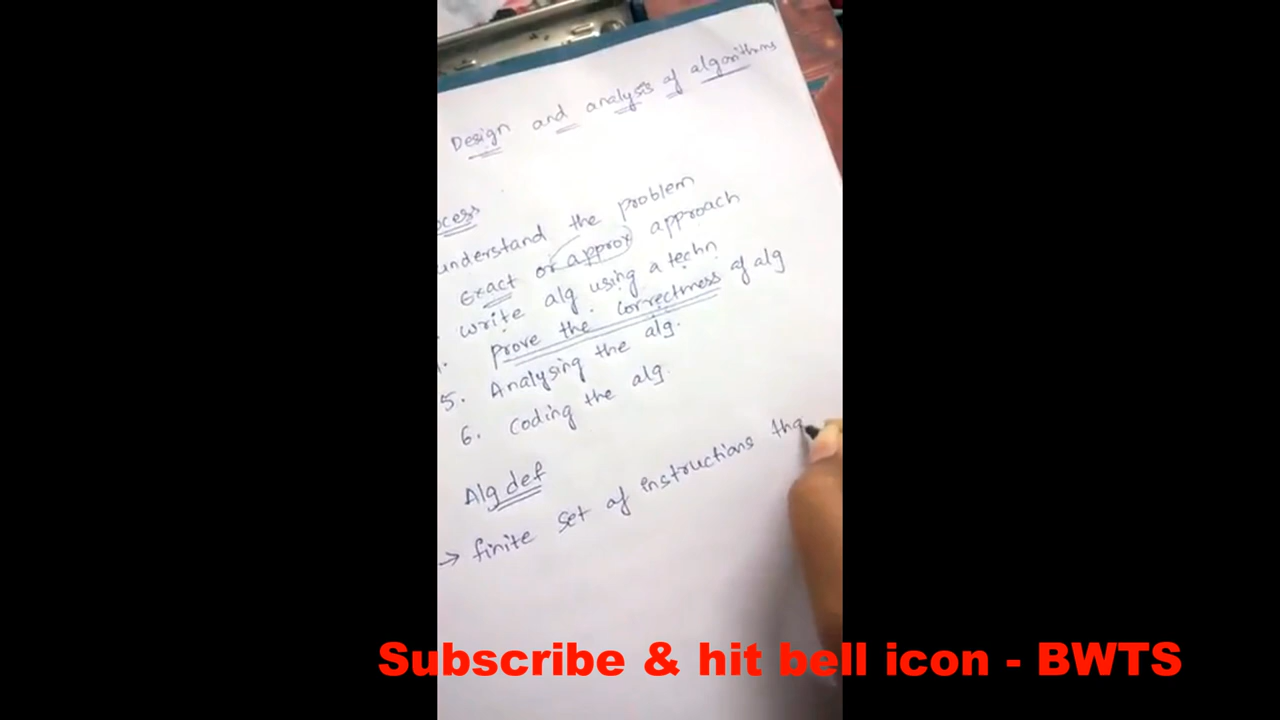 Design and analysis of algorithms
ocess
understand the problem
Exact or approx approach
write alg using a techn
prove the correctness of alg
5. Analysing the alg.
6. Coding the alg.
Alg def
→ finite set of instructions tha
Subscribe & hit bell icon - BWTS